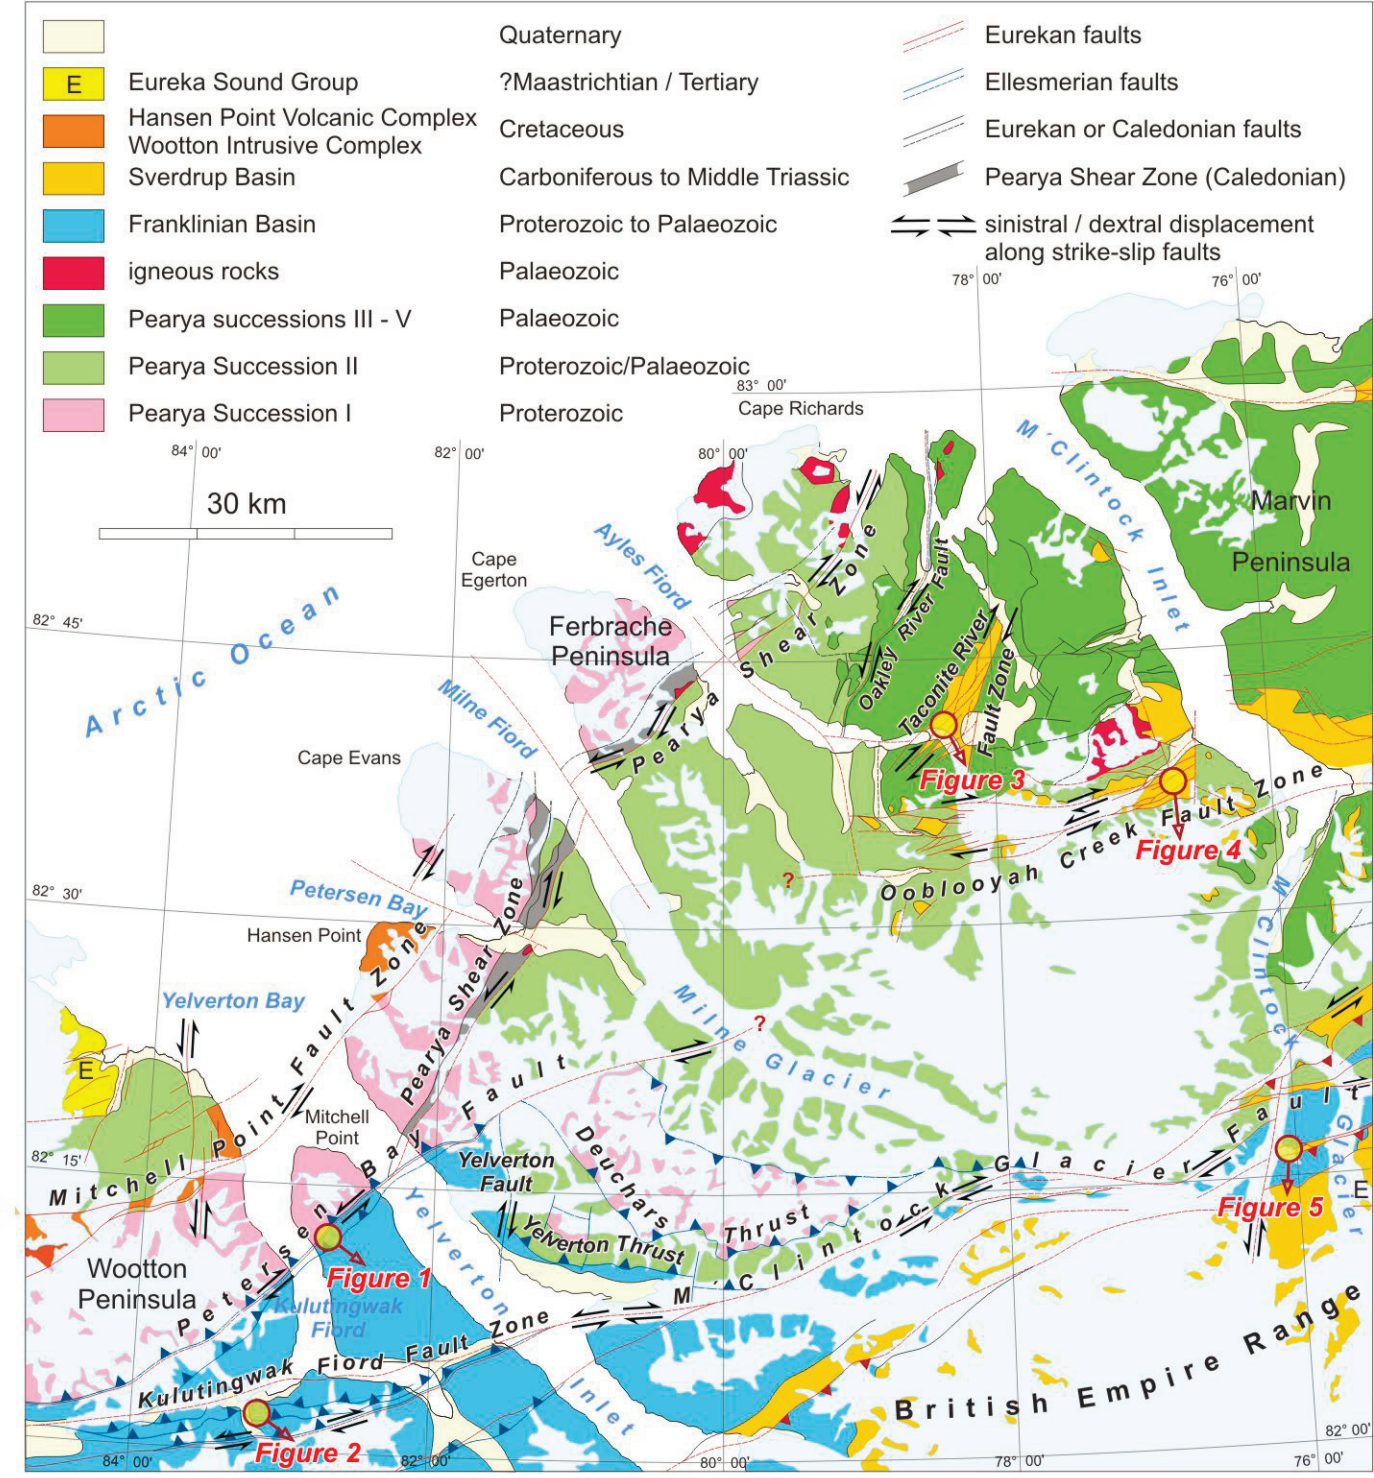 Quaternary
Eurekan faults
E
Eureka Sound Group
?Maastrichtian / Tertiary
Ellesmerian faults
Hansen Point Volcanic Complex
Wootton Intrusive Complex
Cretaceous
Eurekan or Caledonian faults
Sverdrup Basin
Carboniferous to Middle Triassic
Pearya Shear Zone (Caledonian)
Franklinian Basin
Proterozoic to Palaeozoic
sinistral / dextral displacement
along strike-slip faults
igneous rocks
Palaeozoic
Pearya successions III - V
Palaeozoic
Pearya Succession II
Proterozoic/Palaeozoic
Pearya Succession I
Proterozoic
78° 00'
76° 00'
83° 00'
Cape Richards
84° 00'
82° 00'
80° 00'
30 km
M'Clintock Inlet
Marvin
Peninsula
Cape
Egerton
Ayles Fiord
Arctic Ocean
82° 45'
Ferbrache
Peninsula
Pearya Shear Zone
Oakley River Fault
Taconite River
Fault Zone
Milne Fiord
Cape Evans
Figure 3
Figure 4
Ooblooyah Creek Fault Zone
?
82° 30'
Petersen Bay
Hansen Point
Yelverton Bay
Pearya Shear Zone
M'Clintock
Glacier
Milne Glacier
?
E
Mitchell Point Fault Zone
Mitchell
Point
82° 15'
Petersen Bay Fault
Yelverton
Fault
Deuchars
Thrust
Yelverton Thrust
M'Clintock Glacier Fault
E
Figure 5
Wootton
Peninsula
Figure 1
Kulutingwak
Fiord
Yelverton
Inlet
Kulutingwak Fiord Fault Zone
British Empire Range
Figure 2
82° 00'
84° 00'
82° 00'
80° 00'
78° 00'
76° 00'